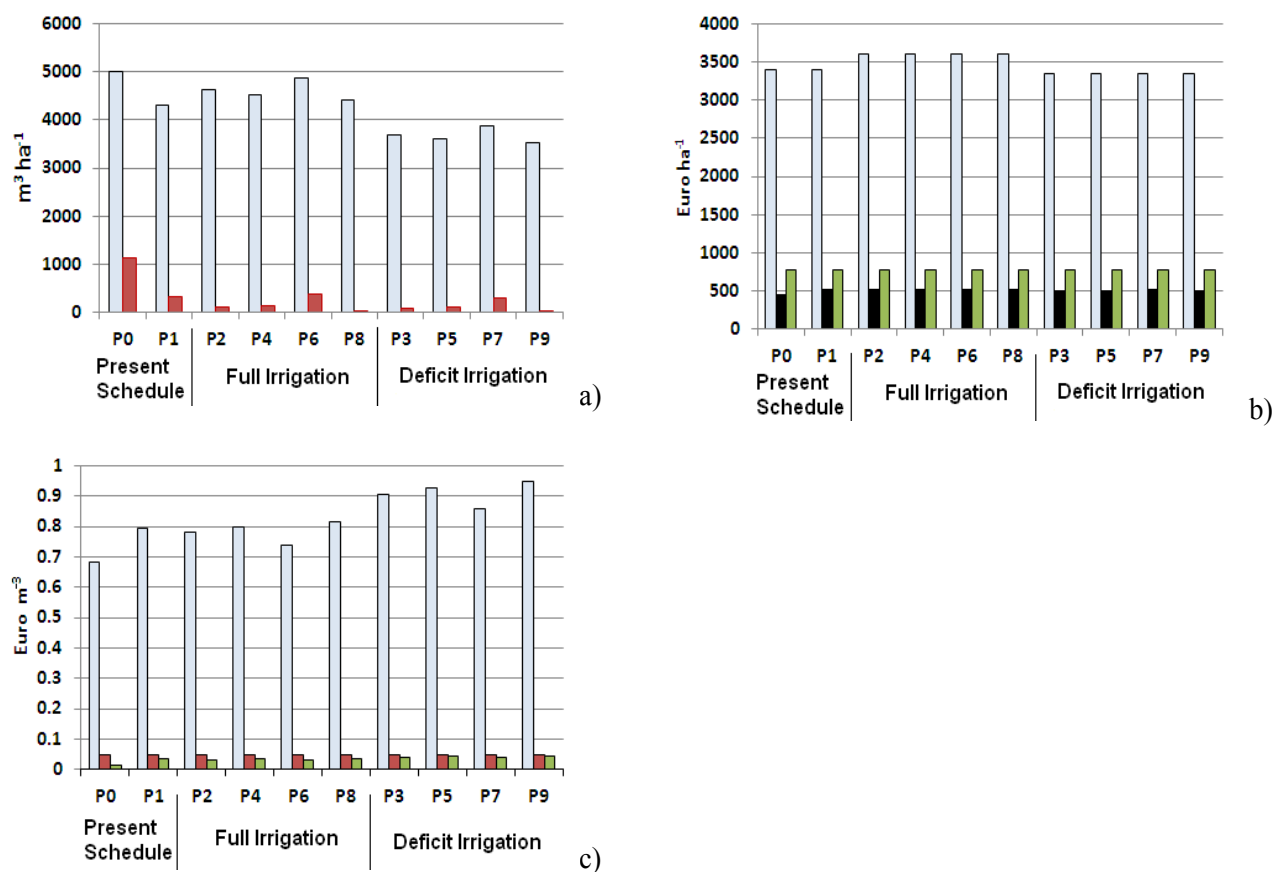 6000
5000
4000
3000
2000
1000
0
m³ ha⁻¹
P0 P1 P2 P4 P6 P8 P3 P5 P7 P9
Present Schedule
Full Irrigation
Deficit Irrigation
a)
4000
3500
3000
2500
2000
1500
1000
500
0
Euro ha⁻¹
P0 P1 P2 P4 P6 P8 P3 P5 P7 P9
Present Schedule
Full Irrigation
Deficit Irrigation
b)
1
0.9
0.8
0.7
0.6
0.5
0.4
0.3
0.2
0.1
0
Euro m⁻³
P0 P1 P2 P4 P6 P8 P3 P5 P7 P9
Present Schedule
Full Irrigation
Deficit Irrigation
c)